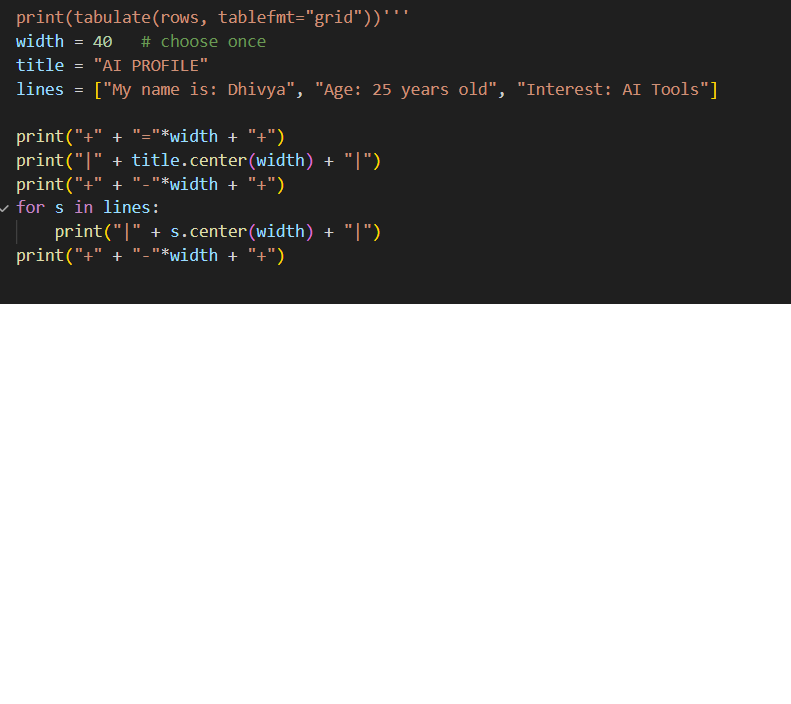 print(tabulate(rows, tablefmt="grid"))'''
width = 40   # choose once
title = "AI PROFILE"
lines = ["My name is: Dhivya", "Age: 25 years old", "Interest: AI Tools"]

print("+" + "="*width + "+")
print("|" + title.center(width) + "|")
print("+" + "-"*width + "+")
for s in lines:
    print("|" + s.center(width) + "|")
print("+" + "-"*width + "+")